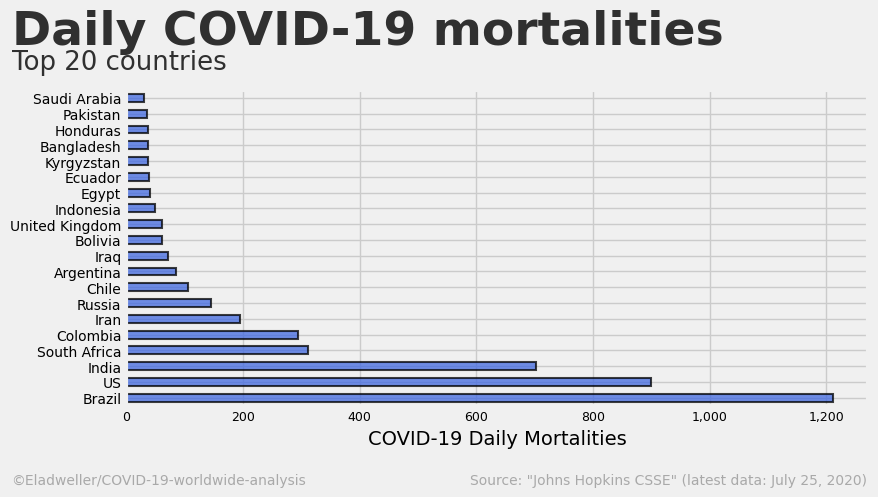 Daily COVID-19 mortalities
Top 20 countries
Saudi Arabia
Pakistan
Honduras
Bangladesh
Kyrgyzstan
Ecuador
Egypt
Indonesia
United Kingdom
Bolivia
Iraq
Argentina
Chile
Russia
Iran
Colombia
South Africa
India
US
Brazil
0 200 400 600 800 1,000 1,200
COVID-19 Daily Mortalities
©Eladweller/COVID-19-worldwide-analysis Source: "Johns Hopkins CSSE" (latest data: July 25, 2020)